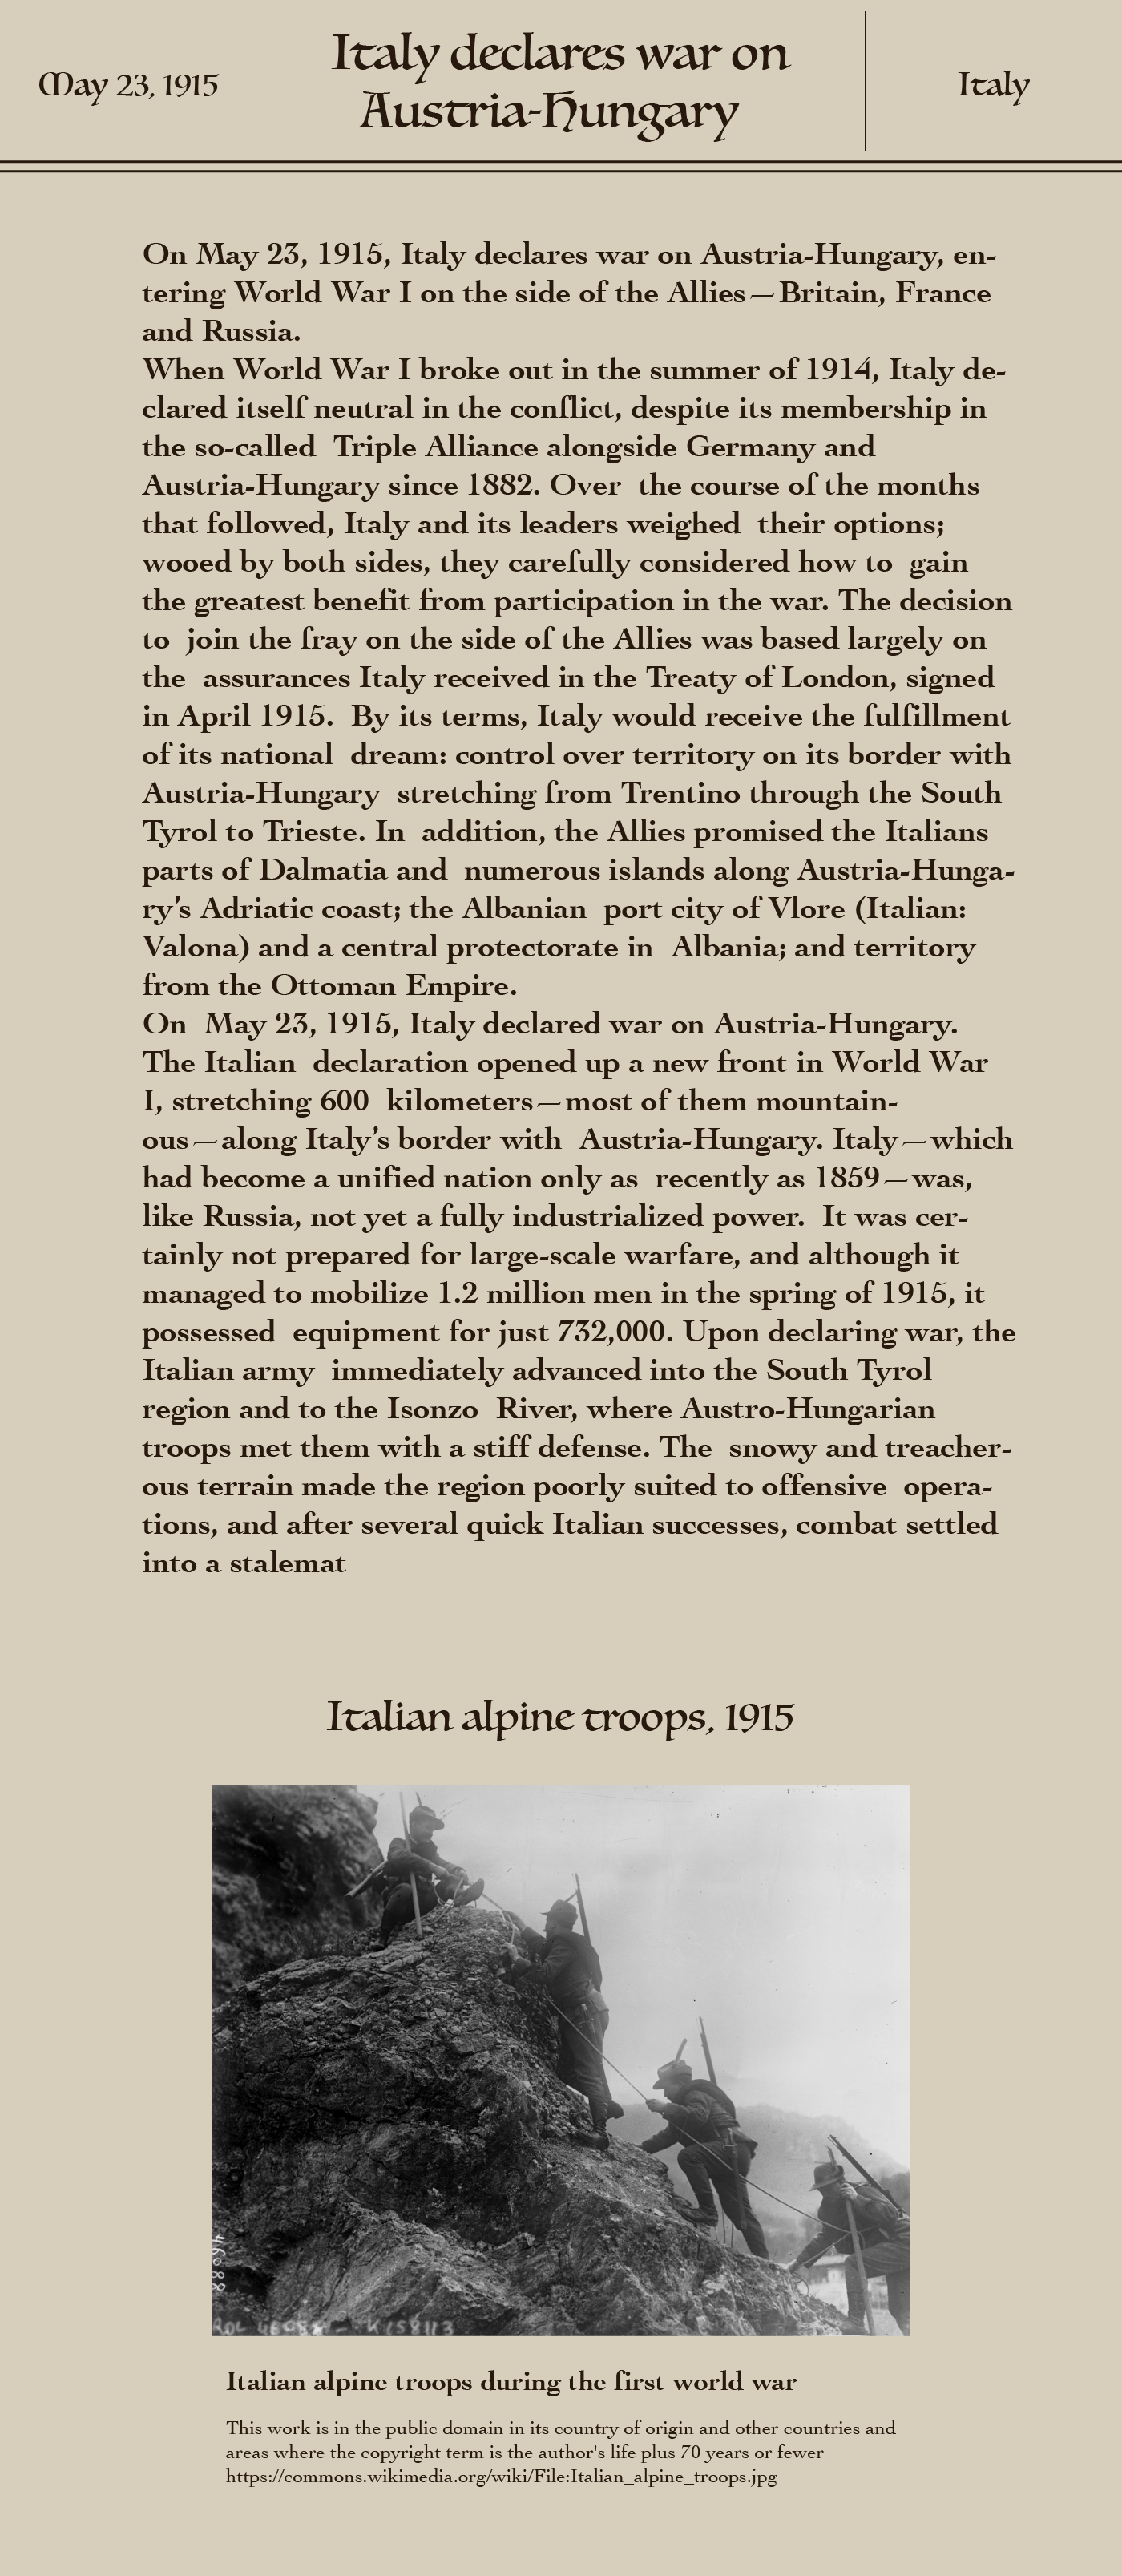 May 23, 1915
Italy declares war on
Austria-Hungary
Italy
On May 23, 1915, Italy declares war on Austria-Hungary, en-
tering World War I on the side of the Allies—Britain, France
and Russia.
When World War I broke out in the summer of 1914, Italy de-
clared itself neutral in the conflict, despite its membership in
the so-called Triple Alliance alongside Germany and
Austria-Hungary since 1882. Over the course of the months
that followed, Italy and its leaders weighed their options;
wooed by both sides, they carefully considered how to gain
the greatest benefit from participation in the war. The decision
to join the fray on the side of the Allies was based largely on
the assurances Italy received in the Treaty of London, signed
in April 1915. By its terms, Italy would receive the fulfillment
of its national dream: control over territory on its border with
Austria-Hungary stretching from Trentino through the South
Tyrol to Trieste. In addition, the Allies promised the Italians
parts of Dalmatia and numerous islands along Austria-Hunga-
ry’s Adriatic coast; the Albanian port city of Vlore (Italian:
Valona) and a central protectorate in Albania; and territory
from the Ottoman Empire.
On May 23, 1915, Italy declared war on Austria-Hungary.
The Italian declaration opened up a new front in World War
I, stretching 600 kilometers—most of them mountain-
ous—along Italy’s border with Austria-Hungary. Italy—which
had become a unified nation only as recently as 1859—was,
like Russia, not yet a fully industrialized power. It was cer-
tainly not prepared for large-scale warfare, and although it
managed to mobilize 1.2 million men in the spring of 1915, it
possessed equipment for just 732,000. Upon declaring war, the
Italian army immediately advanced into the South Tyrol
region and to the Isonzo River, where Austro-Hungarian
troops met them with a stiff defense. The snowy and treacher-
ous terrain made the region poorly suited to offensive opera-
tions, and after several quick Italian successes, combat settled
into a stalemat
Italian alpine troops, 1915
Italian alpine troops during the first world war
This work is in the public domain in its country of origin and other countries and
areas where the copyright term is the author's life plus 70 years or fewer
https://commons.wikimedia.org/wiki/File:Italian_alpine_troops.jpg